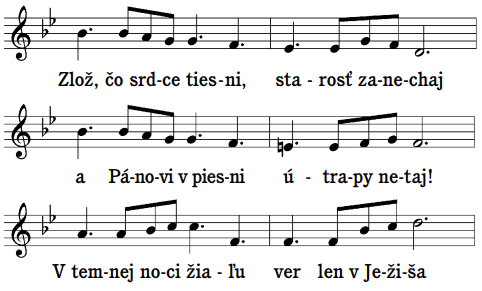 Zlož, čo srd-ce ties-ni, sta - rosť za-ne-chaj
a Pá-no-vi v pies-ni ú - tra-py ne-taj!
V tem-nej no-ci žia - ľu ver len v Je-ži-ša